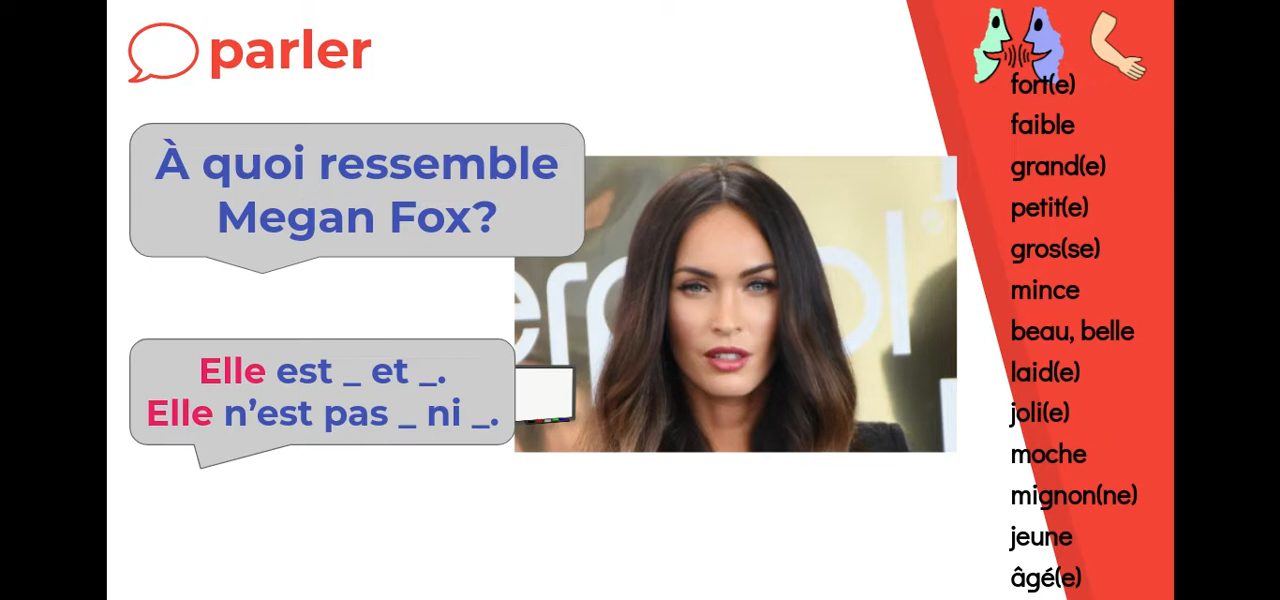 parler
À quoi ressemble
Megan Fox?
Elle est _ et _.
Elle n’est pas _ ni _.
fort(e)
faible
grand(e)
petit(e)
gros(se)
mince
beau, belle
laid(e)
joli(e)
moche
mignon(ne)
jeune
âgé(e)